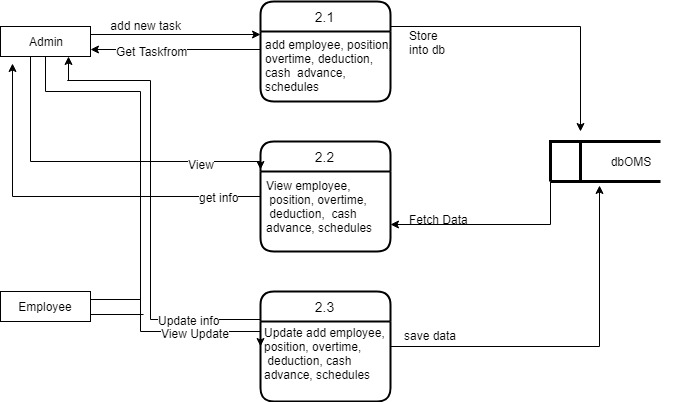 add new task
Admin
Get Taskfrom
2.1
add employee, position,
overtime, deduction,
cash advance,
schedules
Store
into db
View
get info
2.2
View employee,
position, overtime,
deduction, cash
advance, schedules
dbOMS
Fetch Data
Employee
Update info
View Update
2.3
Update add employee,
position, overtime,
deduction, cash
advance, schedules
save data